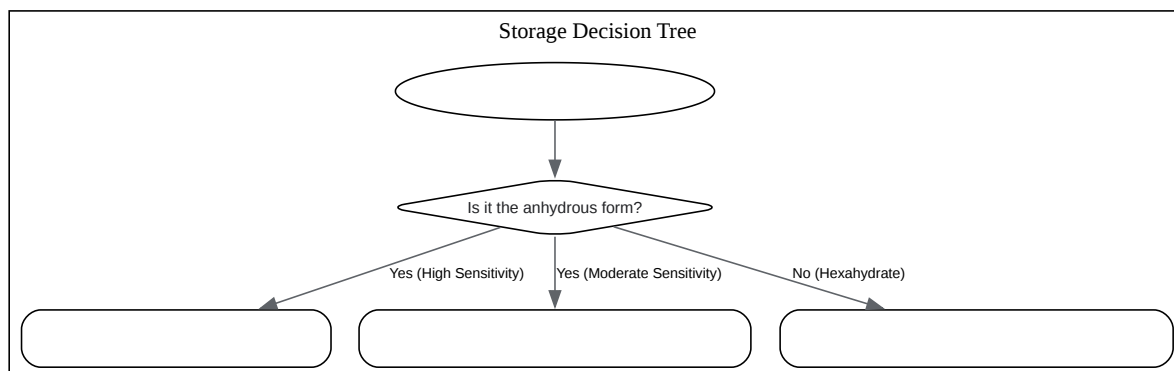 Storage Decision Tree
Is it the anhydrous form?
Yes (High Sensitivity)
Yes (Moderate Sensitivity)
No (Hexahydrate)